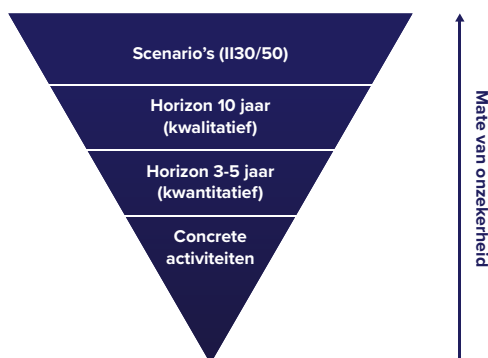 Scenario's (II30/50)
Horizon 10 jaar
(kwalitatief)
Horizon 3-5 jaar
(kwantitatief)
Concrete
activiteiten
Mate van onzekerheid